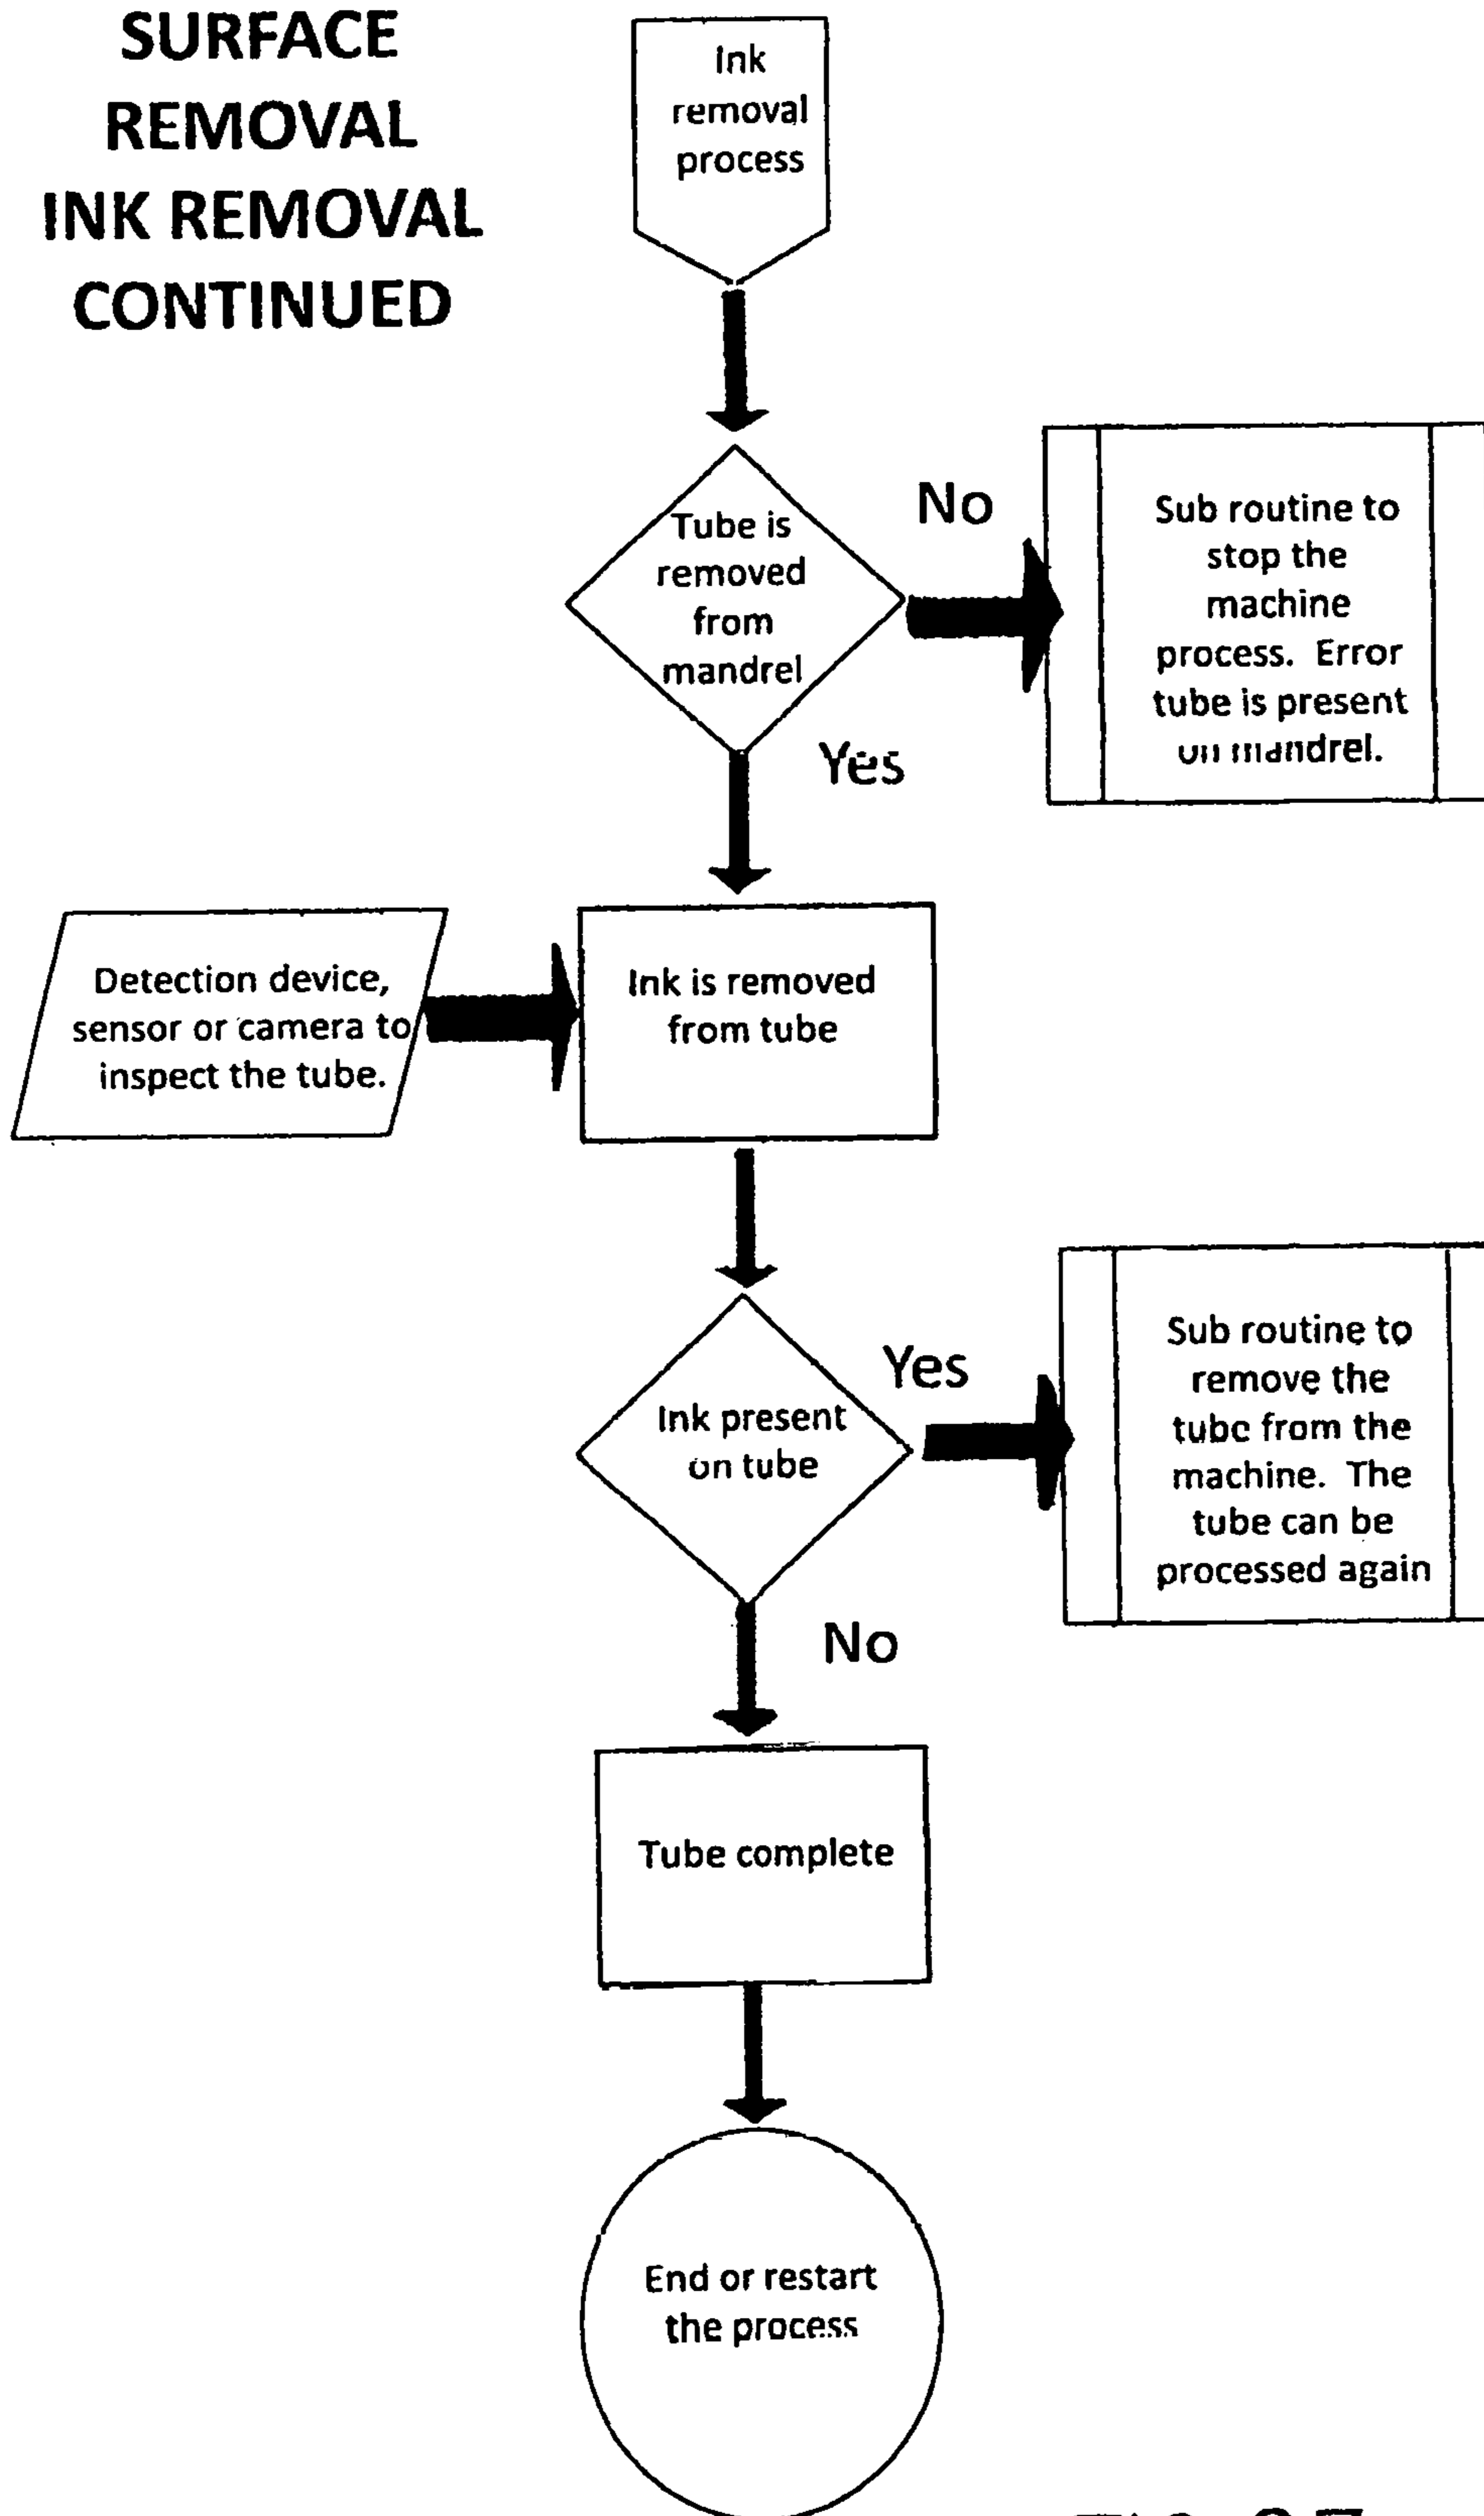 SURFACE
REMOVAL
INK REMOVAL
CONTINUED
Ink
removal
process
Tube is
removed
from
mandrel
No
Sub routine to
stop the
machine
process. Error
tube is present
on mandrel.
Yes
Detection device,
sensor or camera to
inspect the tube.
Ink is removed
from tube
Ink present
on tube
Yes
Sub routine to
remove the
tube from the
machine. The
tube can be
processed again
No
Tube complete
End or restart
the process